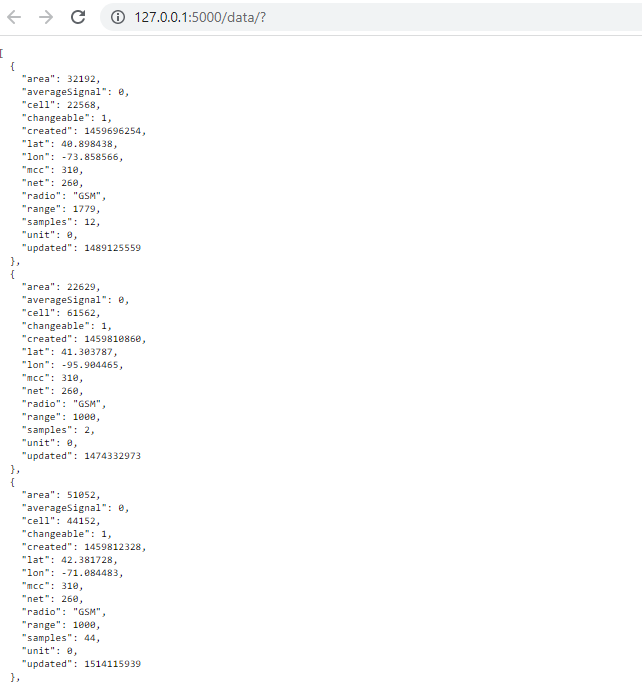 127.0.0.1:5000/data/?
[
{
"area": 32192,
"averageSignal": 0,
"cell": 22568,
"changeable": 1,
"created": 1459696254,
"lat": 40.898438,
"lon": -73.858566,
"mcc": 310,
"net": 260,
"radio": "GSM",
"range": 1779,
"samples": 12,
"unit": 0,
"updated": 1489125559
},
{
"area": 22629,
"averageSignal": 0,
"cell": 61562,
"changeable": 1,
"created": 1459810860,
"lat": 41.303787,
"lon": -95.904465,
"mcc": 310,
"net": 260,
"radio": "GSM",
"range": 1000,
"samples": 2,
"unit": 0,
"updated": 1474332973
},
{
"area": 51052,
"averageSignal": 0,
"cell": 44152,
"changeable": 1,
"created": 1459812328,
"lat": 42.381728,
"lon": -71.084483,
"mcc": 310,
"net": 260,
"radio": "GSM",
"range": 1000,
"samples": 44,
"unit": 0,
"updated": 1514115939
},